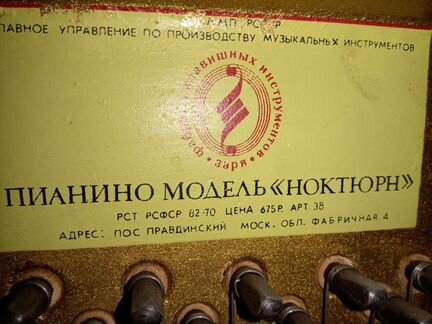 МП РСФСР
ЛАВНОЕ УПРАВЛЕНИЕ ПО ПРОИЗВОДСТВУ МУЗЫКАЛЬНЫХ ИНСТРУМЕНТОВ
фабрика клавишных инструментов • заря •
ПИАНИНО МОДЕЛЬ «НОКТЮРН»
РСТ РСФСР 82-70 ЦЕНА 675Р. АРТ 38
АДРЕС: ПОС ПРАВДИНСКИЙ МОСК. ОБЛ. ФАБРИЧНАЯ 4